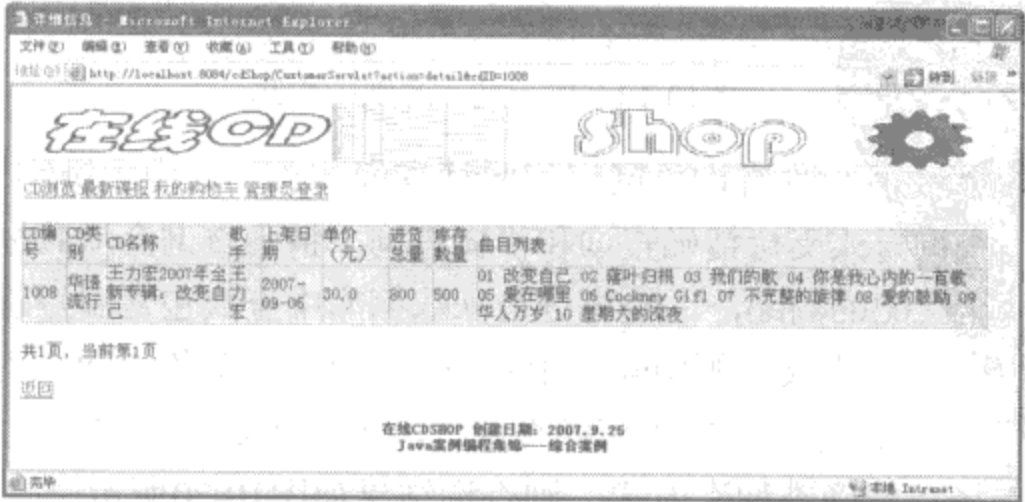 详细信息 - Microsoft Internet Explorer
文件(F) 编辑(E) 查看(V) 收藏(A) 工具(T) 帮助(H)
地址(D) http://localhost:8084/cdShop/CustomerServlet?action=detail&cdID=1008 转到 链接 »
在线CD Shop
CD浏览 最新碟报 我的购物车 管理员登录
CD编号 CD类别 CD名称 歌手 上架日期 单价(元) 进货总量 库存数量 曲目列表
1008 华语流行 王力宏2007年全新专辑:改变自己 王力宏 2007-09-06 30.0 800 500 01 改变自己 02 落叶归根 03 我们的歌 04 你是我心内的一首歌
05 爱在哪里 06 Cockney Girl 07 不完整的旋律 08 爱的鼓励 09
华人万岁 10 星期六的深夜
共1页,当前第1页
返回
在线CDSHOP 创建日期:2007.9.26
Java案例编程集锦---综合案例
完毕 本地 Intranet